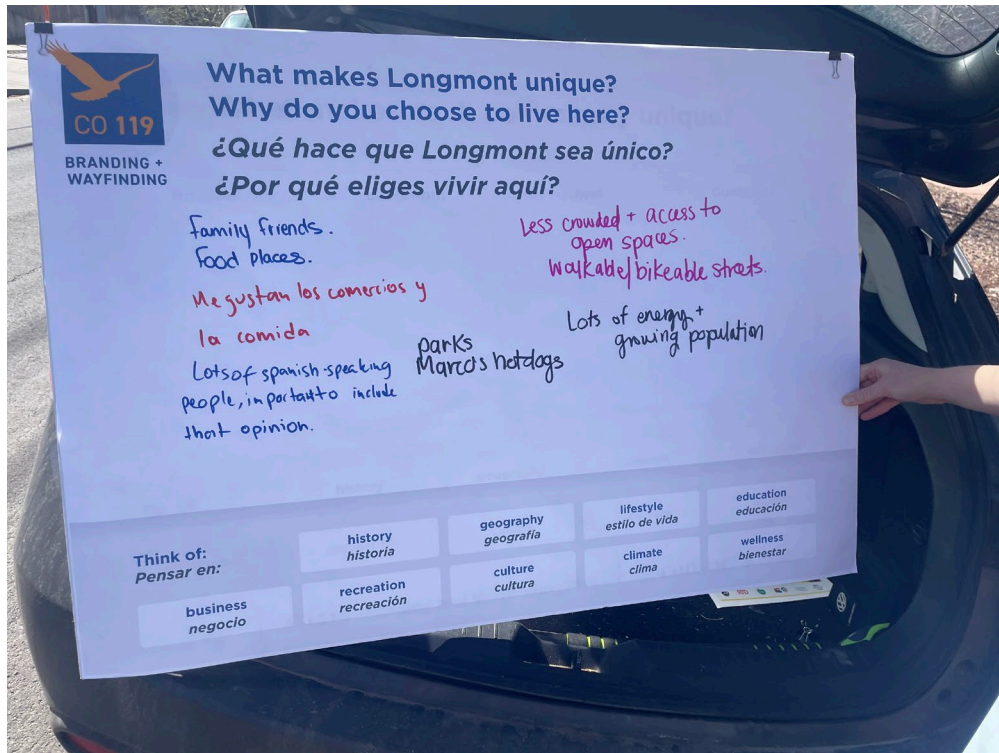 CO 119
BRANDING +
WAYFINDING
What makes Longmont unique?
Why do you choose to live here?
¿Qué hace que Longmont sea único?
¿Por qué eliges vivir aquí?
Family friends.
Food places.
Me gustan los comercios y
la comida
Lots of spanish-speaking
people, important to include
that opinion.
parks
Marco's hotdogs
Less crowded + acess to
open spaces.
Walkable/bikeable streets.
Lots of energy +
growing population
Think of:
Pensar en:
history
historia
geography
geografía
lifestyle
estilo de vida
education
educación
business
negocio
recreation
recreación
culture
cultura
climate
clima
wellness
bienestar